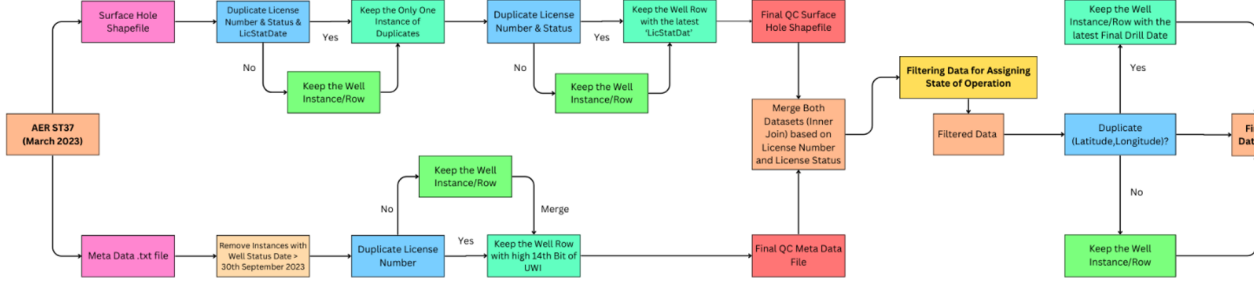 Surface Hole
Shapefile
Duplicate License
Number & Status &
LicStatDate
Yes
Keep the Only One
Instance of
Duplicates
No
Keep the Well
Instance/Row
Duplicate License
Number & Status
Yes
Keep the Well Row
with the latest
'LicStatDat'
No
Keep the Well
Instance/Row
Final QC Surface
Hole Shapefile
AER ST37
(March 2023)
Merge Both
Datasets (Inner
Join) based on
License Number
and License Status
Filtering Data for Assigning
State of Operation
Filtered Data
Duplicate
(Latitude,Longitude)?
Yes
Keep the Well
Instance/Row with the
latest Final Drill Date
No
Keep the Well
Instance/Row
Meta Data .txt file
Remove Instances with
Well Status Date >
30th September 2023
Duplicate License
Number
No
Keep the Well
Instance/Row
Merge
Yes
Keep the Well Row
with high 14th Bit of
UWI
Final QC Meta Data
File